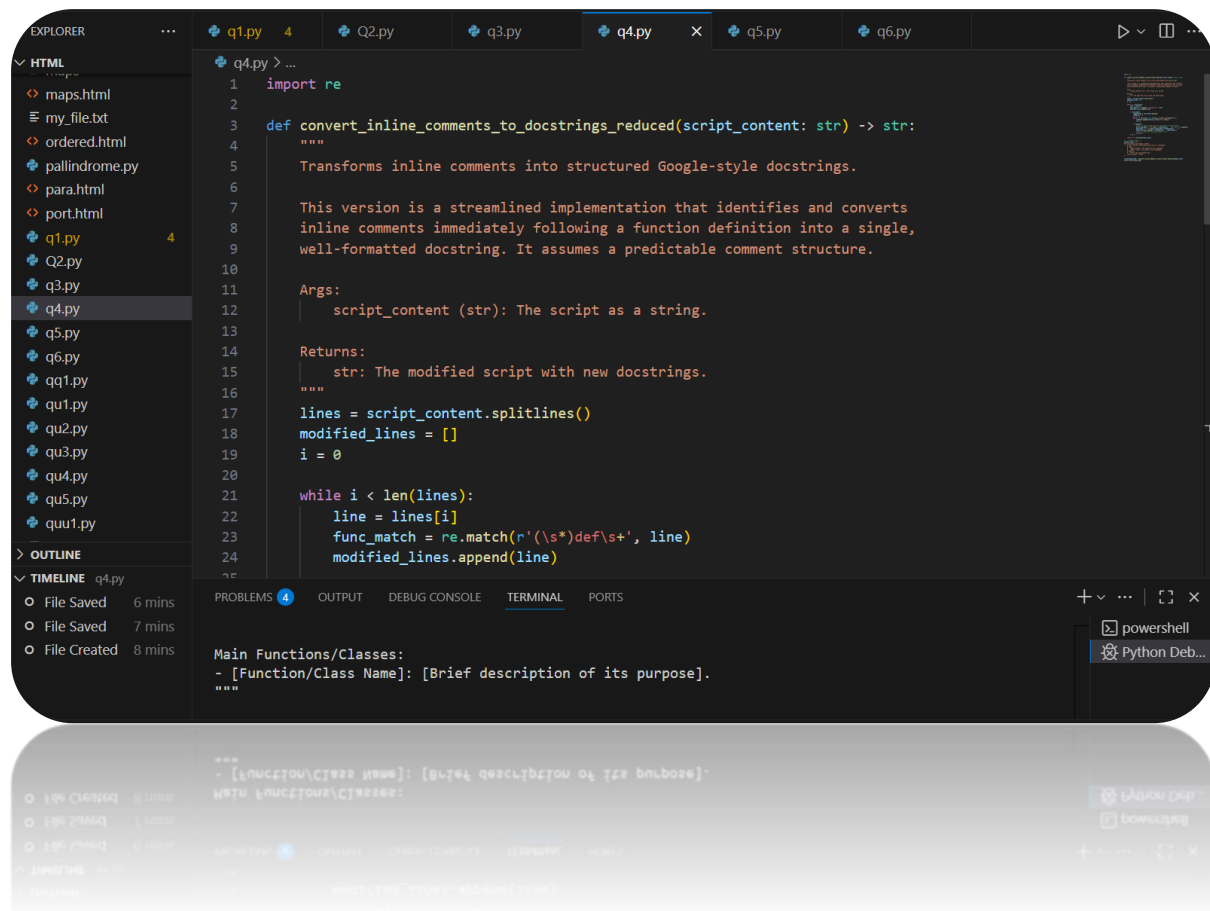 EXPLORER ...
HTML
maps.html
my_file.txt
ordered.html
pallindrome.py
para.html
port.html
q1.py 4
Q2.py
q3.py
q4.py
q5.py
q6.py
qq1.py
qu1.py
qu2.py
qu3.py
qu4.py
qu5.py
quu1.py
OUTLINE
TIMELINE q4.py
File Saved 6 mins
File Saved 7 mins
File Created 8 mins
q1.py 4 Q2.py q3.py q4.py q5.py q6.py
q4.py > ...
1 import re
2
3 def convert_inline_comments_to_docstrings_reduced(script_content: str) -> str:
4 """
5 Transforms inline comments into structured Google-style docstrings.
6
7 This version is a streamlined implementation that identifies and converts
8 inline comments immediately following a function definition into a single,
9 well-formatted docstring. It assumes a predictable comment structure.
10
11 Args:
12 script_content (str): The script as a string.
13
14 Returns:
15 str: The modified script with new docstrings.
16 """
17 lines = script_content.splitlines()
18 modified_lines = []
19 i = 0
20
21 while i < len(lines):
22 line = lines[i]
23 func_match = re.match(r'(\s*)def\s+', line)
24 modified_lines.append(line)
PROBLEMS 4 OUTPUT DEBUG CONSOLE TERMINAL PORTS
Main Functions/Classes:
- [Function/Class Name]: [Brief description of its purpose].
"""
powershell
Python Deb...